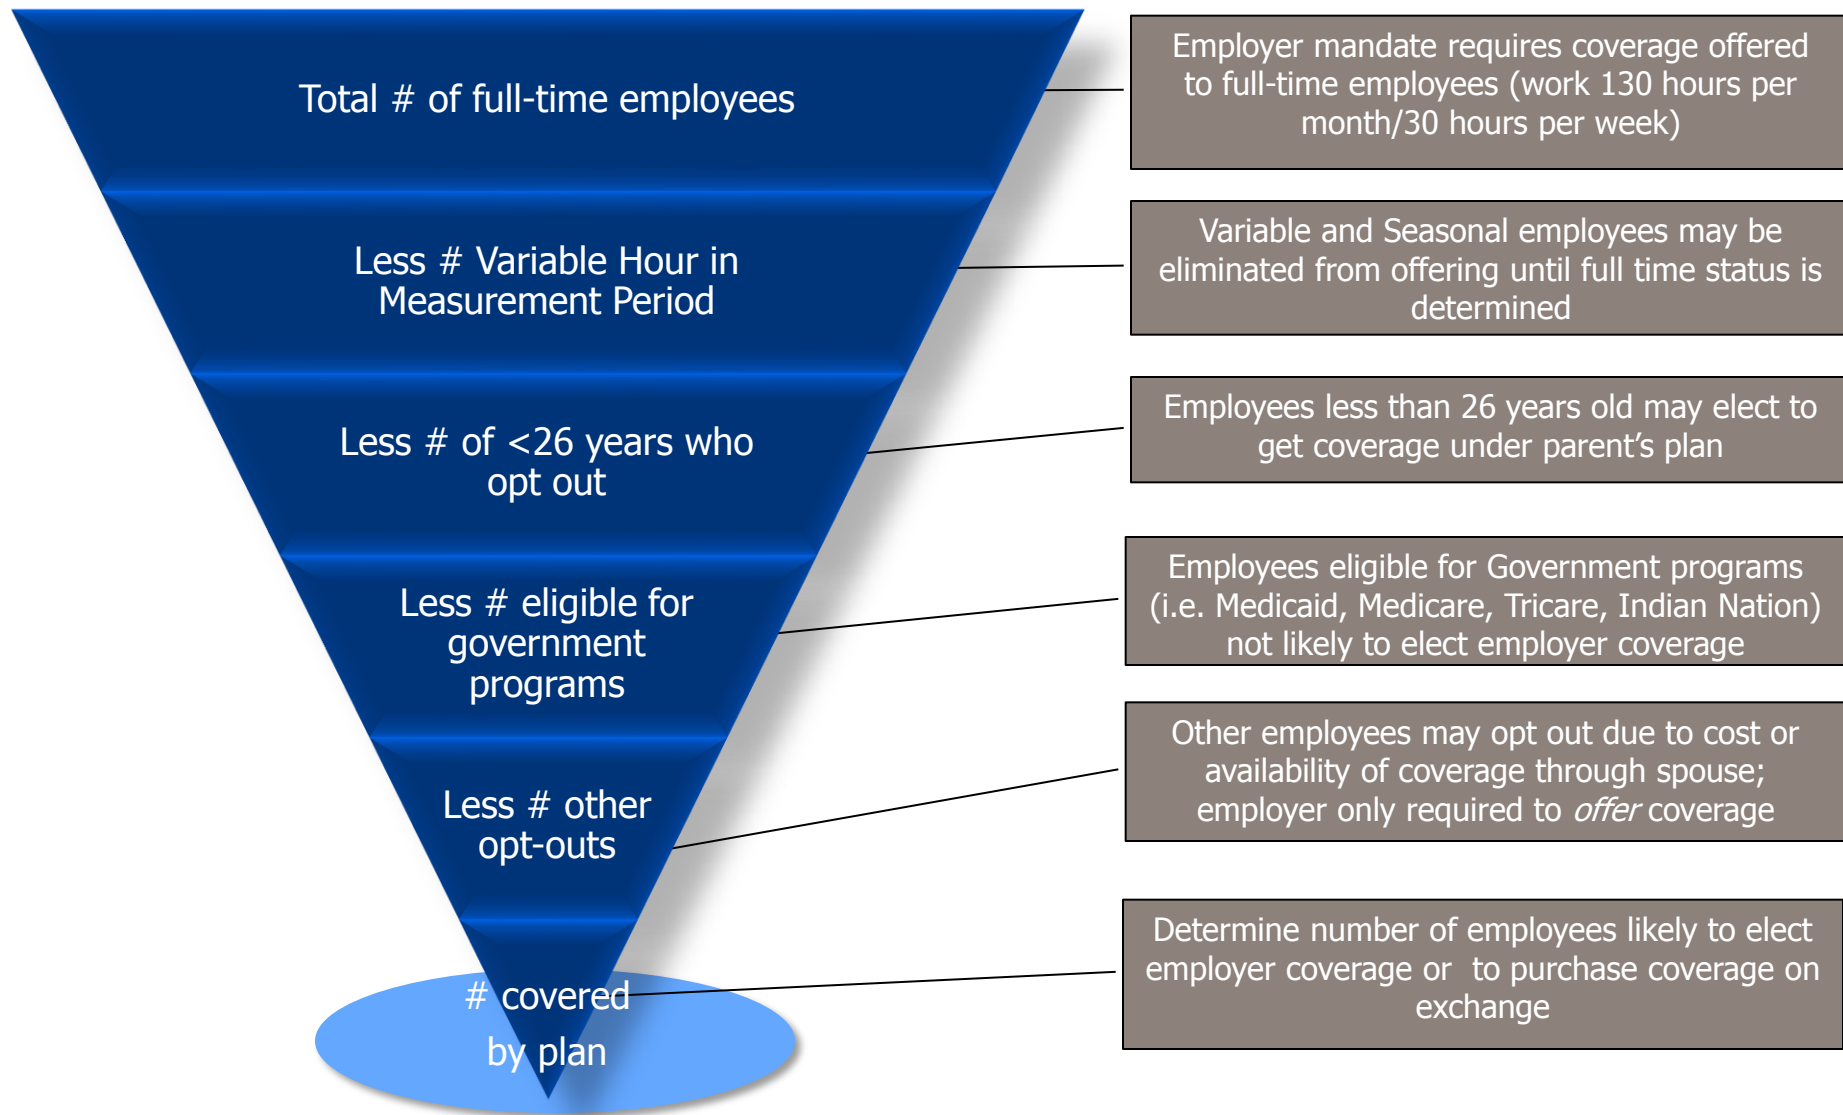 Total # of full-time employees
Employer mandate requires coverage offered
to full-time employees (work 130 hours per
month/30 hours per week)
Less # Variable Hour in
Measurement Period
Variable and Seasonal employees may be
eliminated from offering until full time status is
determined
Less # of <26 years who
opt out
Employees less than 26 years old may elect to
get coverage under parent’s plan
Less # eligible for
government
programs
Employees eligible for Government programs
(i.e. Medicaid, Medicare, Tricare, Indian Nation)
not likely to elect employer coverage
Less # other
opt-outs
Other employees may opt out due to cost or
availability of coverage through spouse;
employer only required to offer coverage
# covered
by plan
Determine number of employees likely to elect
employer coverage or  to purchase coverage on
exchange